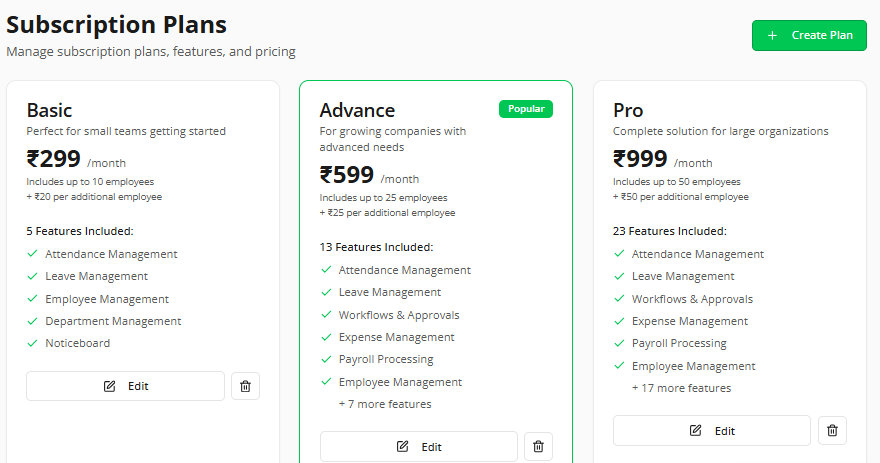 Subscription Plans
Manage subscription plans, features, and pricing
+ Create Plan
Basic
Perfect for small teams getting started
₹299 /month
Includes up to 10 employees
+ ₹20 per additional employee
5 Features Included:
Attendance Management
Leave Management
Employee Management
Department Management
Noticeboard
Edit
Advance
Popular
For growing companies with
advanced needs
₹599 /month
Includes up to 25 employees
+ ₹25 per additional employee
13 Features Included:
Attendance Management
Leave Management
Workflows & Approvals
Expense Management
Payroll Processing
Employee Management
+ 7 more features
Edit
Pro
Complete solution for large organizations
₹999 /month
Includes up to 50 employees
+ ₹50 per additional employee
23 Features Included:
Attendance Management
Leave Management
Workflows & Approvals
Expense Management
Payroll Processing
Employee Management
+ 17 more features
Edit